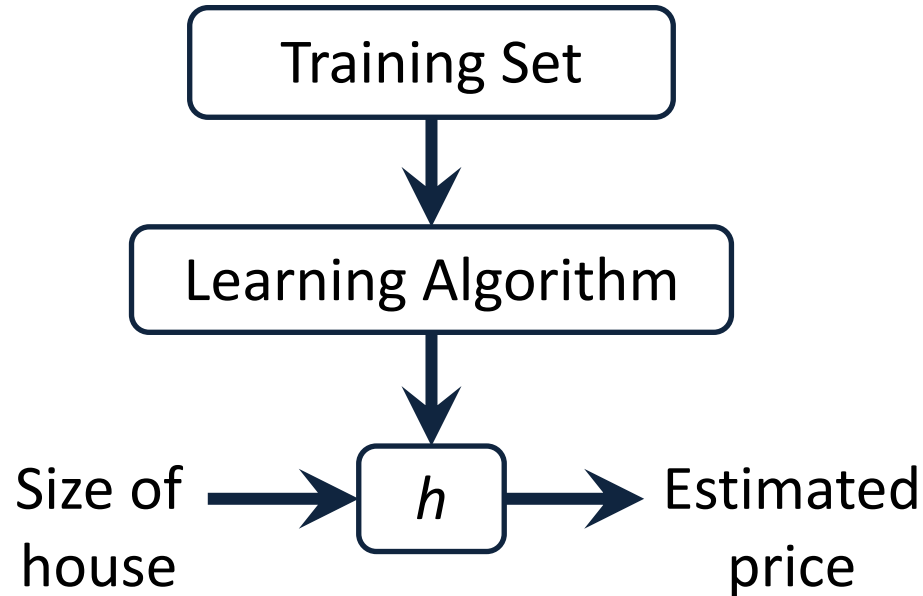 Training Set
Learning Algorithm
Size of
house
h
Estimated
price